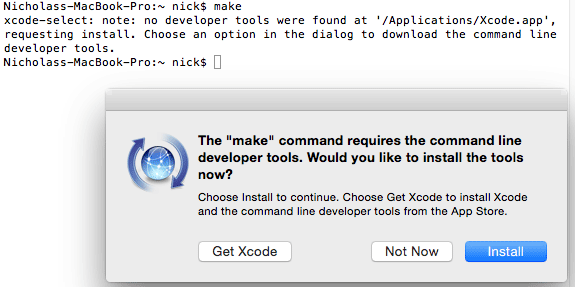 Nicholass-MacBook-Pro:~ nick$ make
xcode-select: note: no developer tools were found at '/Applications/Xcode.app',
requesting install. Choose an option in the dialog to download the command line
developer tools.
Nicholass-MacBook-Pro:~ nick$
The "make" command requires the command line
developer tools. Would you like to install the tools
now?
Choose Install to continue. Choose Get Xcode to install Xcode
and the command line developer tools from the App Store.
Get Xcode Not Now Install